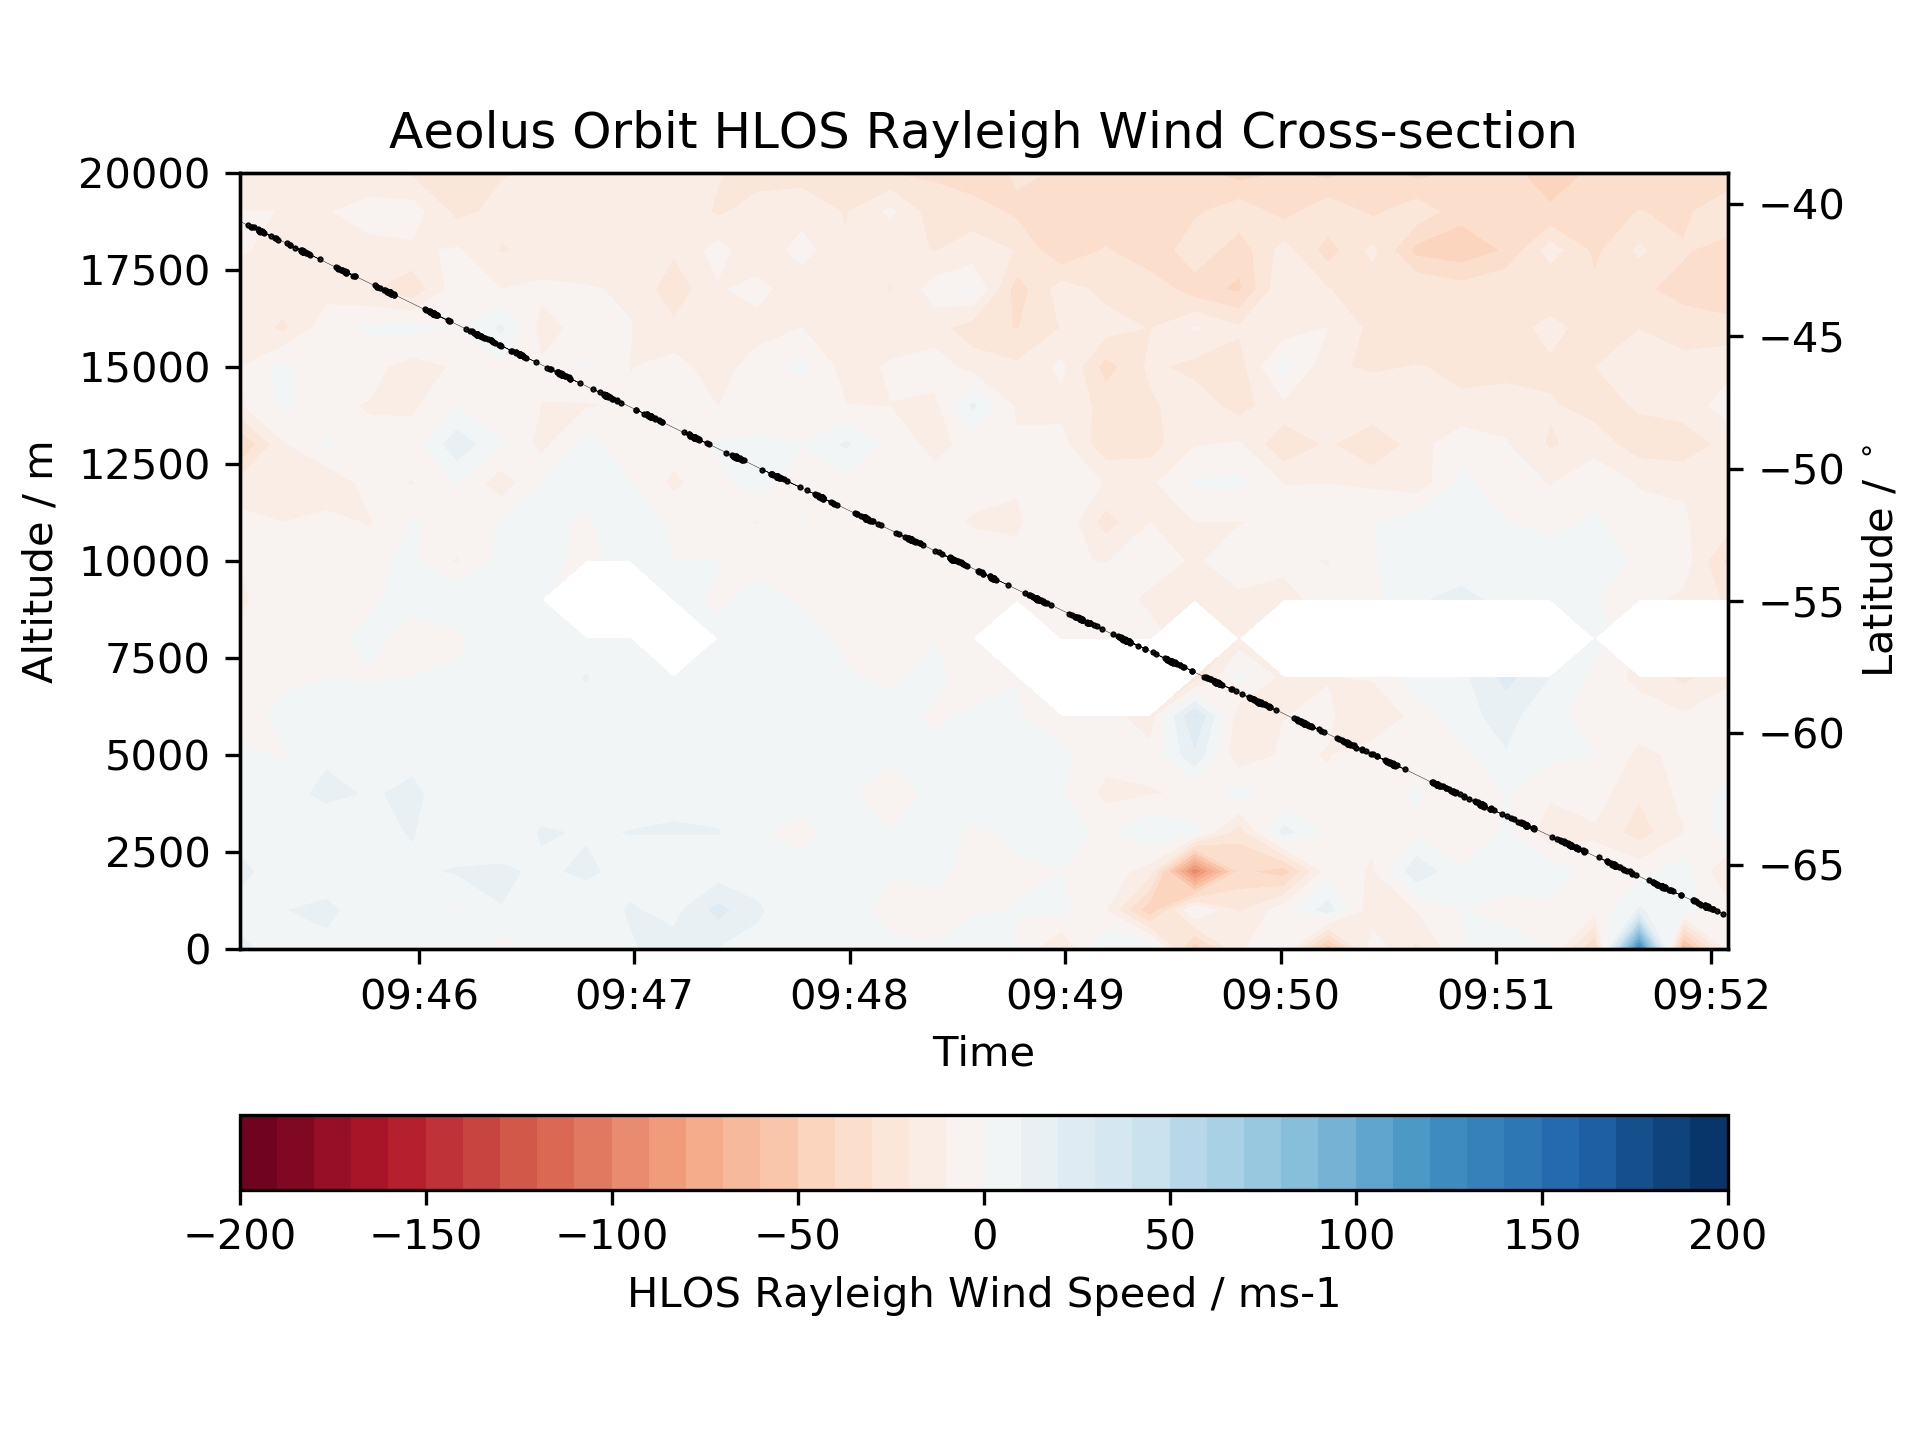 Aeolus Orbit HLOS Rayleigh Wind Cross-section
20000
17500
15000
12500
10000
7500
5000
2500
0
Altitude / m
−40
−45
−50
−55
−60
−65
Latitude / °
09:46 09:47 09:48 09:49 09:50 09:51 09:52
Time
−200 −150 −100 −50 0 50 100 150 200
HLOS Rayleigh Wind Speed / ms-1